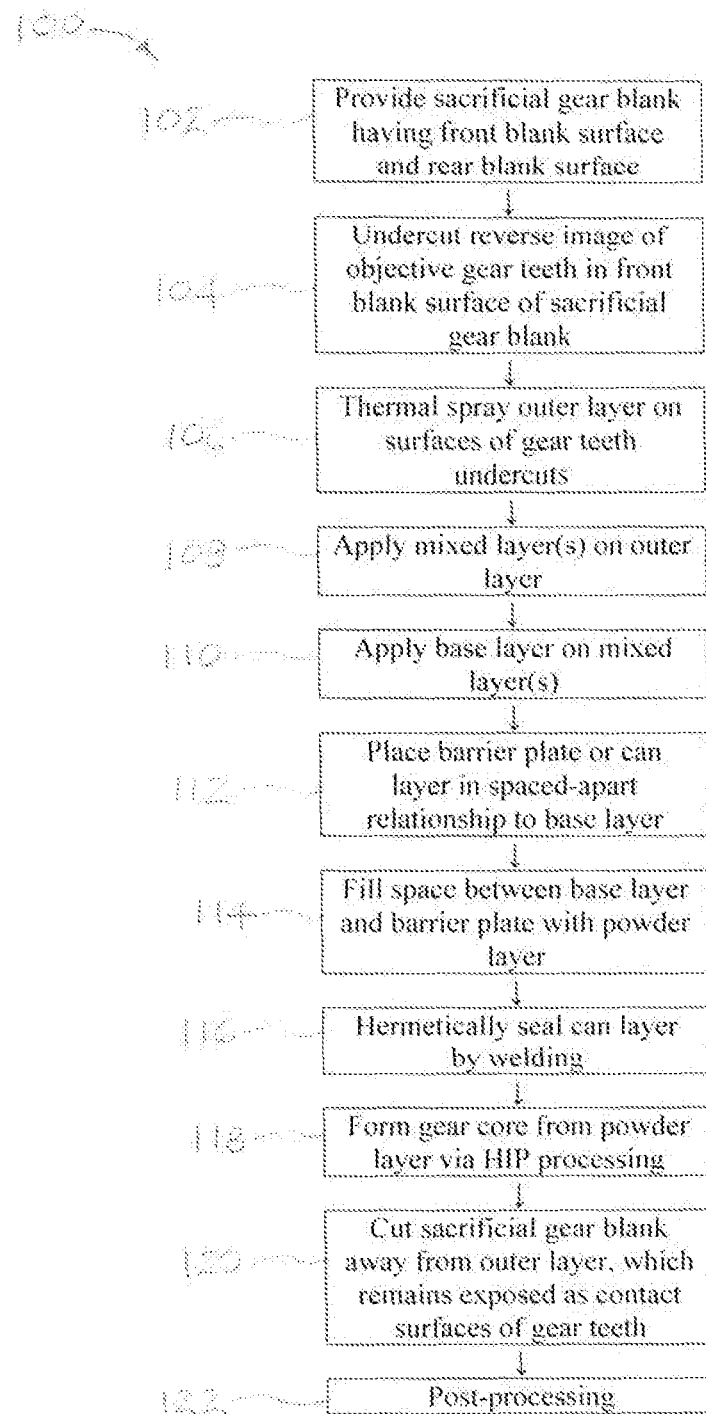 100
102
Provide sacrificial gear blank
having front blank surface
and rear blank surface
104
Undercut reverse image of
objective gear teeth in front
blank surface of sacrificial
gear blank
106
Thermal spray outer layer on
surfaces of gear teeth
undercuts
108
Apply mixed layer(s) on outer
layer
110
Apply base layer on mixed
layer(s)
112
Place barrier plate or can
layer in spaced-apart
relationship to base layer
114
Fill space between base layer
and barrier plate with powder
layer
116
Hermetically seal can layer
by welding
118
Form gear core from powder
layer via HIP processing
120
Cut sacrificial gear blank
away from outer layer, which
remains exposed as contact
surfaces of gear teeth
122
Post-processing